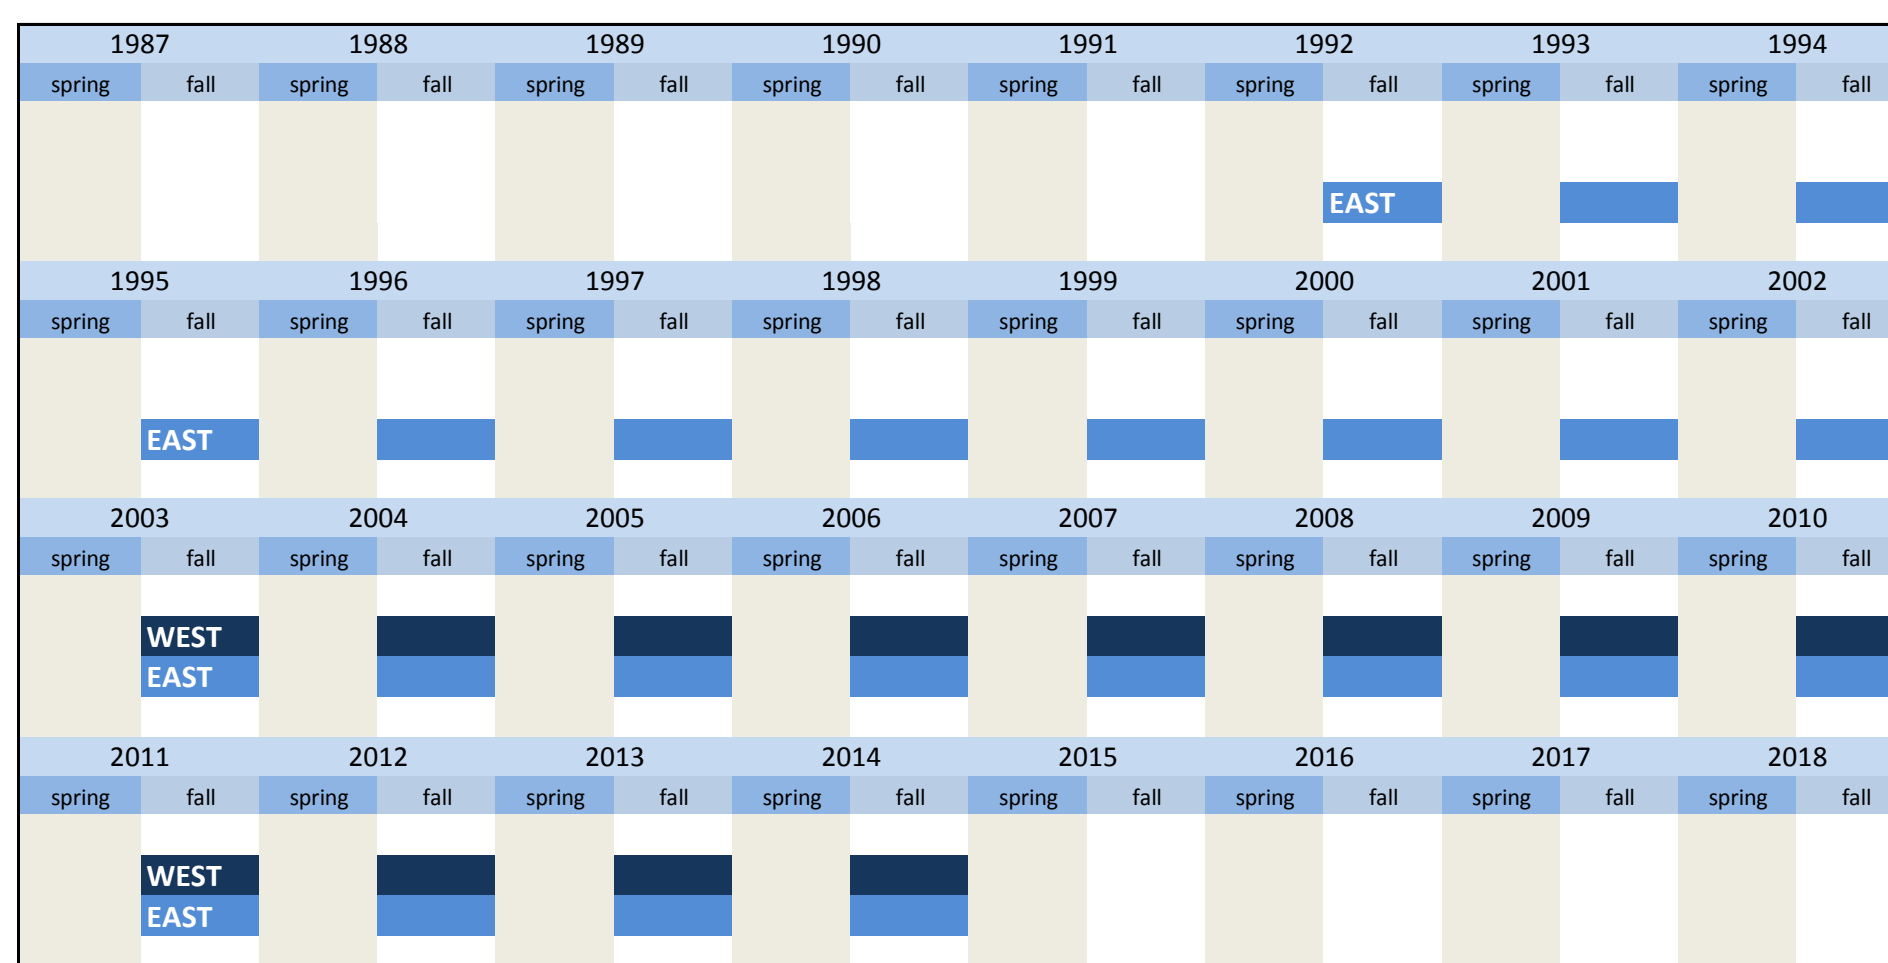 1987 1988 1989 1990 1991 1992 1993 1994
spring fall spring fall spring fall spring fall spring fall spring fall spring fall spring fall
EAST
1995 1996 1997 1998 1999 2000 2001 2002
spring fall spring fall spring fall spring fall spring fall spring fall spring fall spring fall
EAST
2003 2004 2005 2006 2007 2008 2009 2010
spring fall spring fall spring fall spring fall spring fall spring fall spring fall spring fall
WEST
EAST
2011 2012 2013 2014 2015 2016 2017 2018
spring fall spring fall spring fall spring fall spring fall spring fall spring fall spring fall
WEST
EAST